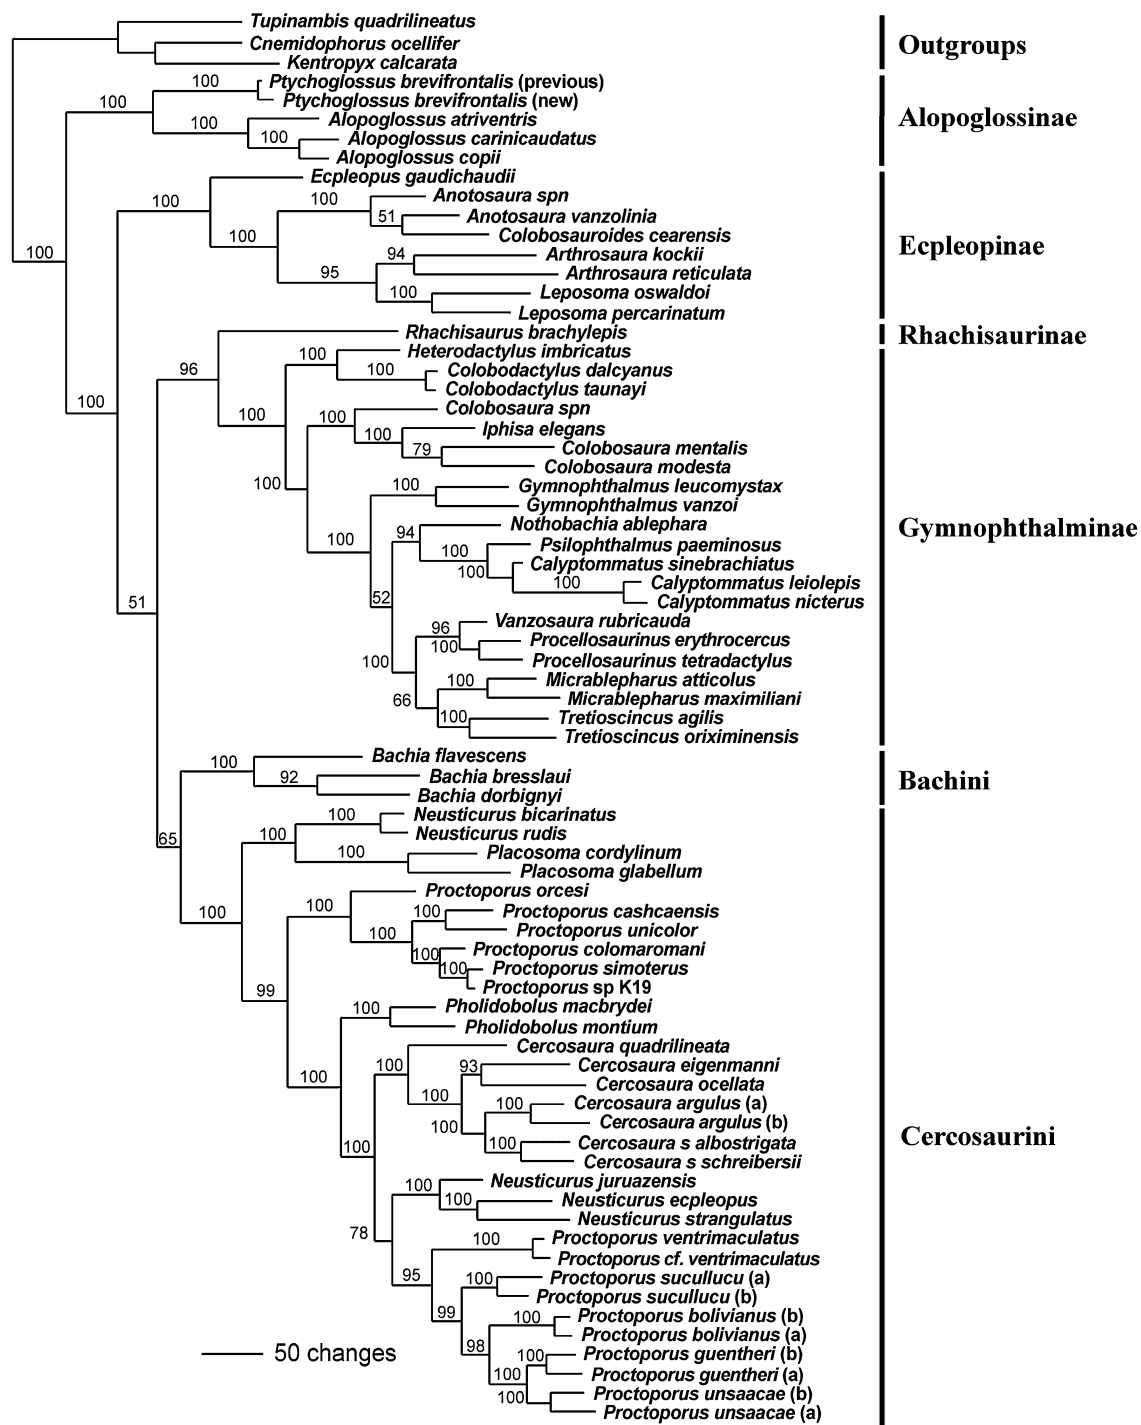 Tupinambis quadrilineatus
Outgroups
Cnemidophorus ocellifer
Kentropyx calcarata
100
Ptychoglossus brevifrontalis (previous)
100
Ptychoglossus brevifrontalis (new)
Alopoglossinae
100
Alopoglossus atriventris
100
Alopoglossus carinicaudatus
Alopoglossus copii
Ecpleopus gaudichaudii
100
100
Anotosaura spn
51
Anotosaura vanzolinia
100
Colobosauroides cearensis
Ecpleopinae
100
94
Arthrosaura kockii
95
Arthrosaura reticulata
100
Leposoma oswaldoi
Leposoma percarinatum
Rhachisaurus brachylepis
Rhachisaurinae
100
Heterodactylus imbricatus
96
100
Colobodactylus dalcyanus
Colobodactylus taunayi
100
100
100
Colobosaura spn
100
Iphisa elegans
79
Colobosaura mentalis
Colobosaura modesta
100
100
Gymnophthalmus leucomystax
Gymnophthalmus vanzoi
Gymnophthalminae
Nothobachia ablephara
94
100
100
Psilophthalmus paeminosus
100
Calyptommatus sinebrachiatus
100
Calyptommatus leiolepis
51
52
Calyptommatus nicterus
Vanzosaura rubricauda
96
100
Procellosaurinus erythrocercus
100
Procellosaurinus tetradactylus
100
Micrablepharus atticolus
66
Micrablepharus maximiliani
100
Tretioscincus agilis
Tretioscincus oriximinensis
100
Bachia flavescens
92
Bachia bresslaui
Bachini
Bachia dorbignyi
100
Neusticurus bicarinatus
65
100
Neusticurus rudis
100
Placosoma cordylinum
Placosoma glabellum
Proctoporus orcesi
100
100
100
Proctoporus cashcaensis
100
Proctoporus unicolor
100
Proctoporus colomaromani
100
Proctoporus simoterus
99
Proctoporus sp K19
100
Pholidobolus macbrydei
Pholidobolus montium
Cercosaura quadrilineata
100
100
93
Cercosaura eigenmanni
Cercosaura ocellata
100
100
Cercosaura argulus (a)
100
Cercosaura argulus (b)
Cercosaurini
100
100
Cercosaura s albostrigata
Cercosaura s schreibersii
100
Neusticurus juruazensis
100
Neusticurus ecpleopus
Neusticurus strangulatus
78
100
Proctoporus ventrimaculatus
Proctoporus cf. ventrimaculatus
95
100
Proctoporus sucullucu (a)
Proctoporus sucullucu (b)
99
100
Proctoporus bolivianus (b)
Proctoporus bolivianus (a)
98
50 changes
100
Proctoporus guentheri (b)
100
Proctoporus guentheri (a)
100
Proctoporus unsaacae (b)
Proctoporus unsaacae (a)